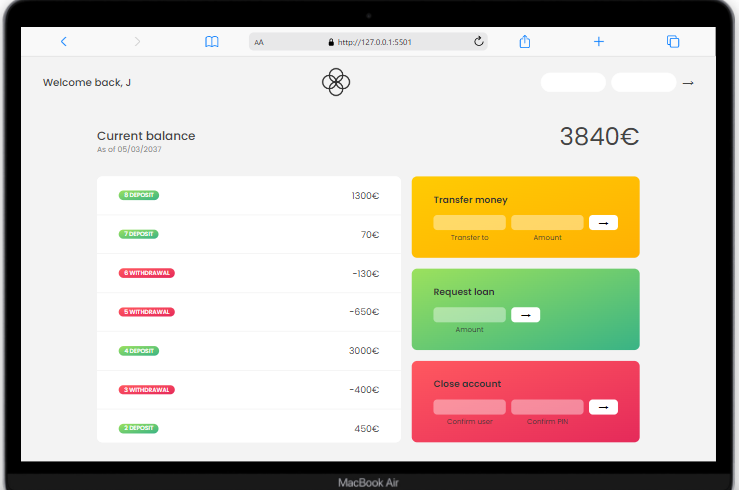 AA
http://127.0.0.1:5501
Welcome back, J
Current balance
As of 05/03/2037
3840€
8 DEPOSIT 1300€
7 DEPOSIT 70€
6 WITHDRAWAL -130€
5 WITHDRAWAL -650€
4 DEPOSIT 3000€
3 WITHDRAWAL -400€
2 DEPOSIT 450€
Transfer money
Transfer to Amount
Request loan
Amount
Close account
Confirm user Confirm PIN
MacBook Air